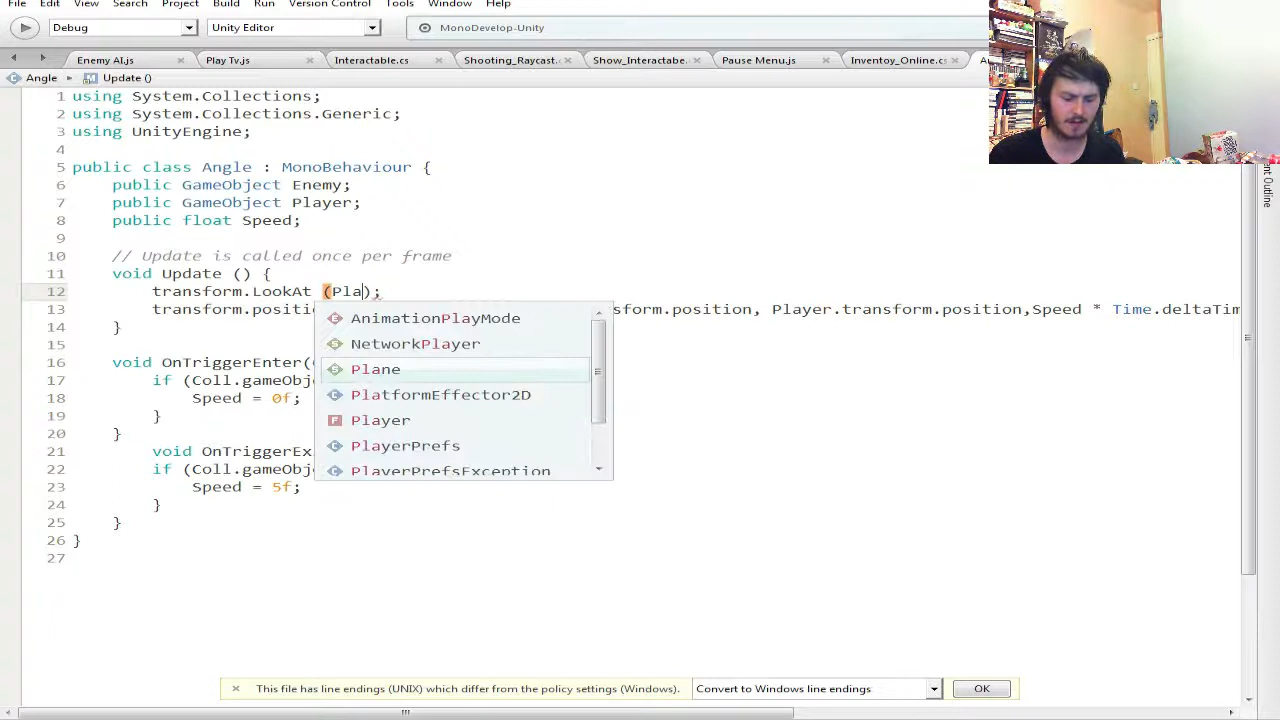 File Edit View Search Project Build Run Version Control Tools Window Help
Debug Unity Editor MonoDevelop-Unity
Enemy AI.js Play Tv.js Interactable.cs Shooting_Raycast. Show_Interactabe. Pause Menu.js Inventoy_Online.cs
Angle Update ()
1 using System.Collections;
2 using System.Collections.Generic;
3 using UnityEngine;
4
5 public class Angle : MonoBehaviour {
6 public GameObject Enemy;
7 public GameObject Player;
8 public float Speed;
9
10 // Update is called once per frame
11 void Update () {
12 transform.LookAt (Pla);
13 transform.positio sform.position, Player.transform.position,Speed * Time.deltaTim
14 }
15
16 void OnTriggerEnter(
17 if (Coll.gameObj
18 Speed = 0f;
19 }
20 }
21 void OnTriggerEx
22 if (Coll.gameObj
23 Speed = 5f;
24 }
25 }
26 }
27
AnimationPlayMode
NetworkPlayer
Plane
PlatformEffector2D
Player
PlayerPrefs
PlayerPrefsException
ent Outline
This file has line endings (UNIX) which differ from the policy settings (Windows). Convert to Windows line endings OK